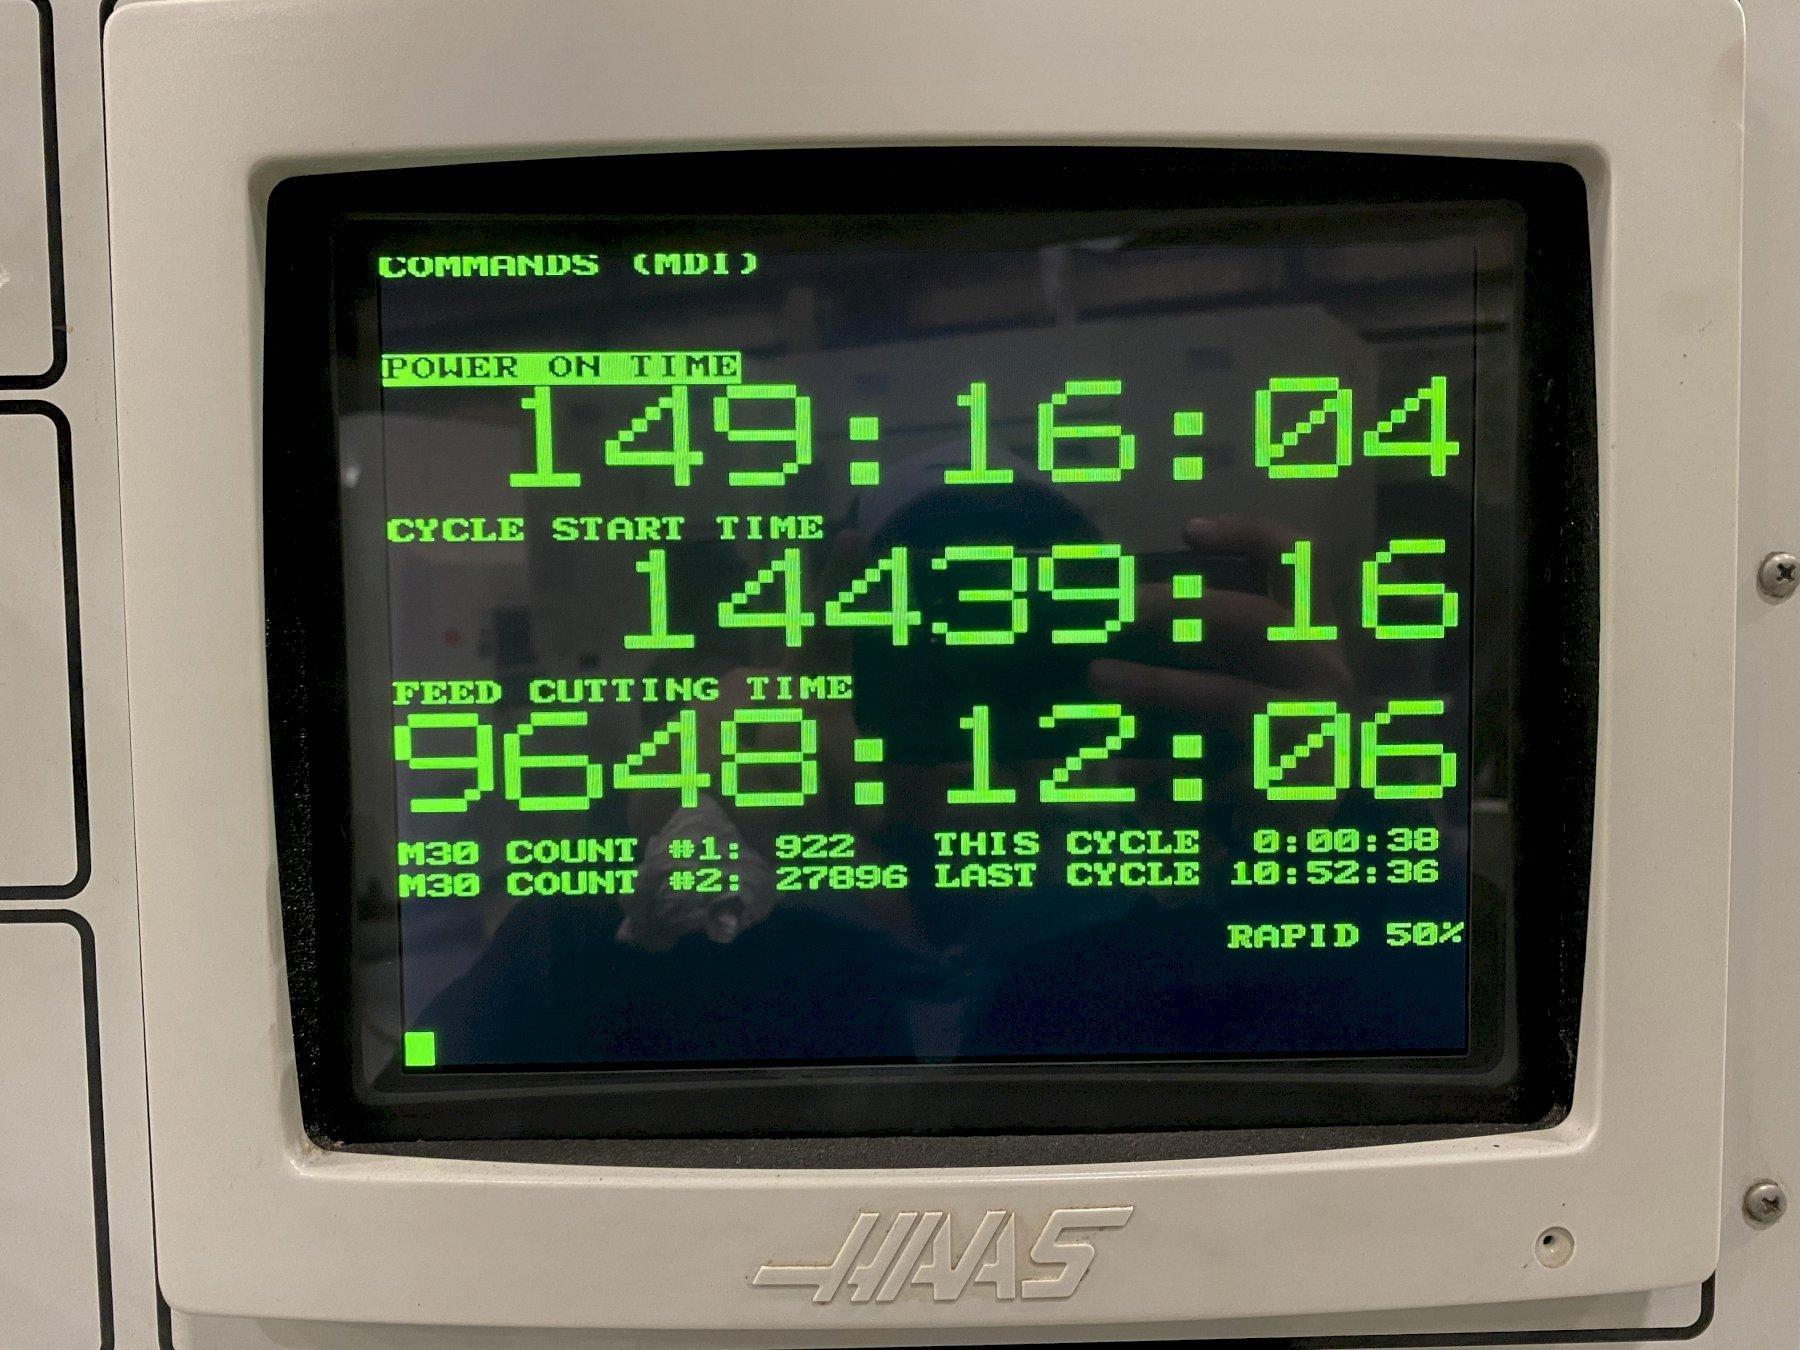 COMMANDS (MDI)
POWER ON TIME
149:16:04
CYCLE START TIME
14439:16
FEED CUTTING TIME
9648:12:06
M30 COUNT #1: 922 THIS CYCLE 0:00:38
M30 COUNT #2: 27896 LAST CYCLE 10:52:36
RAPID 50%
HAAS